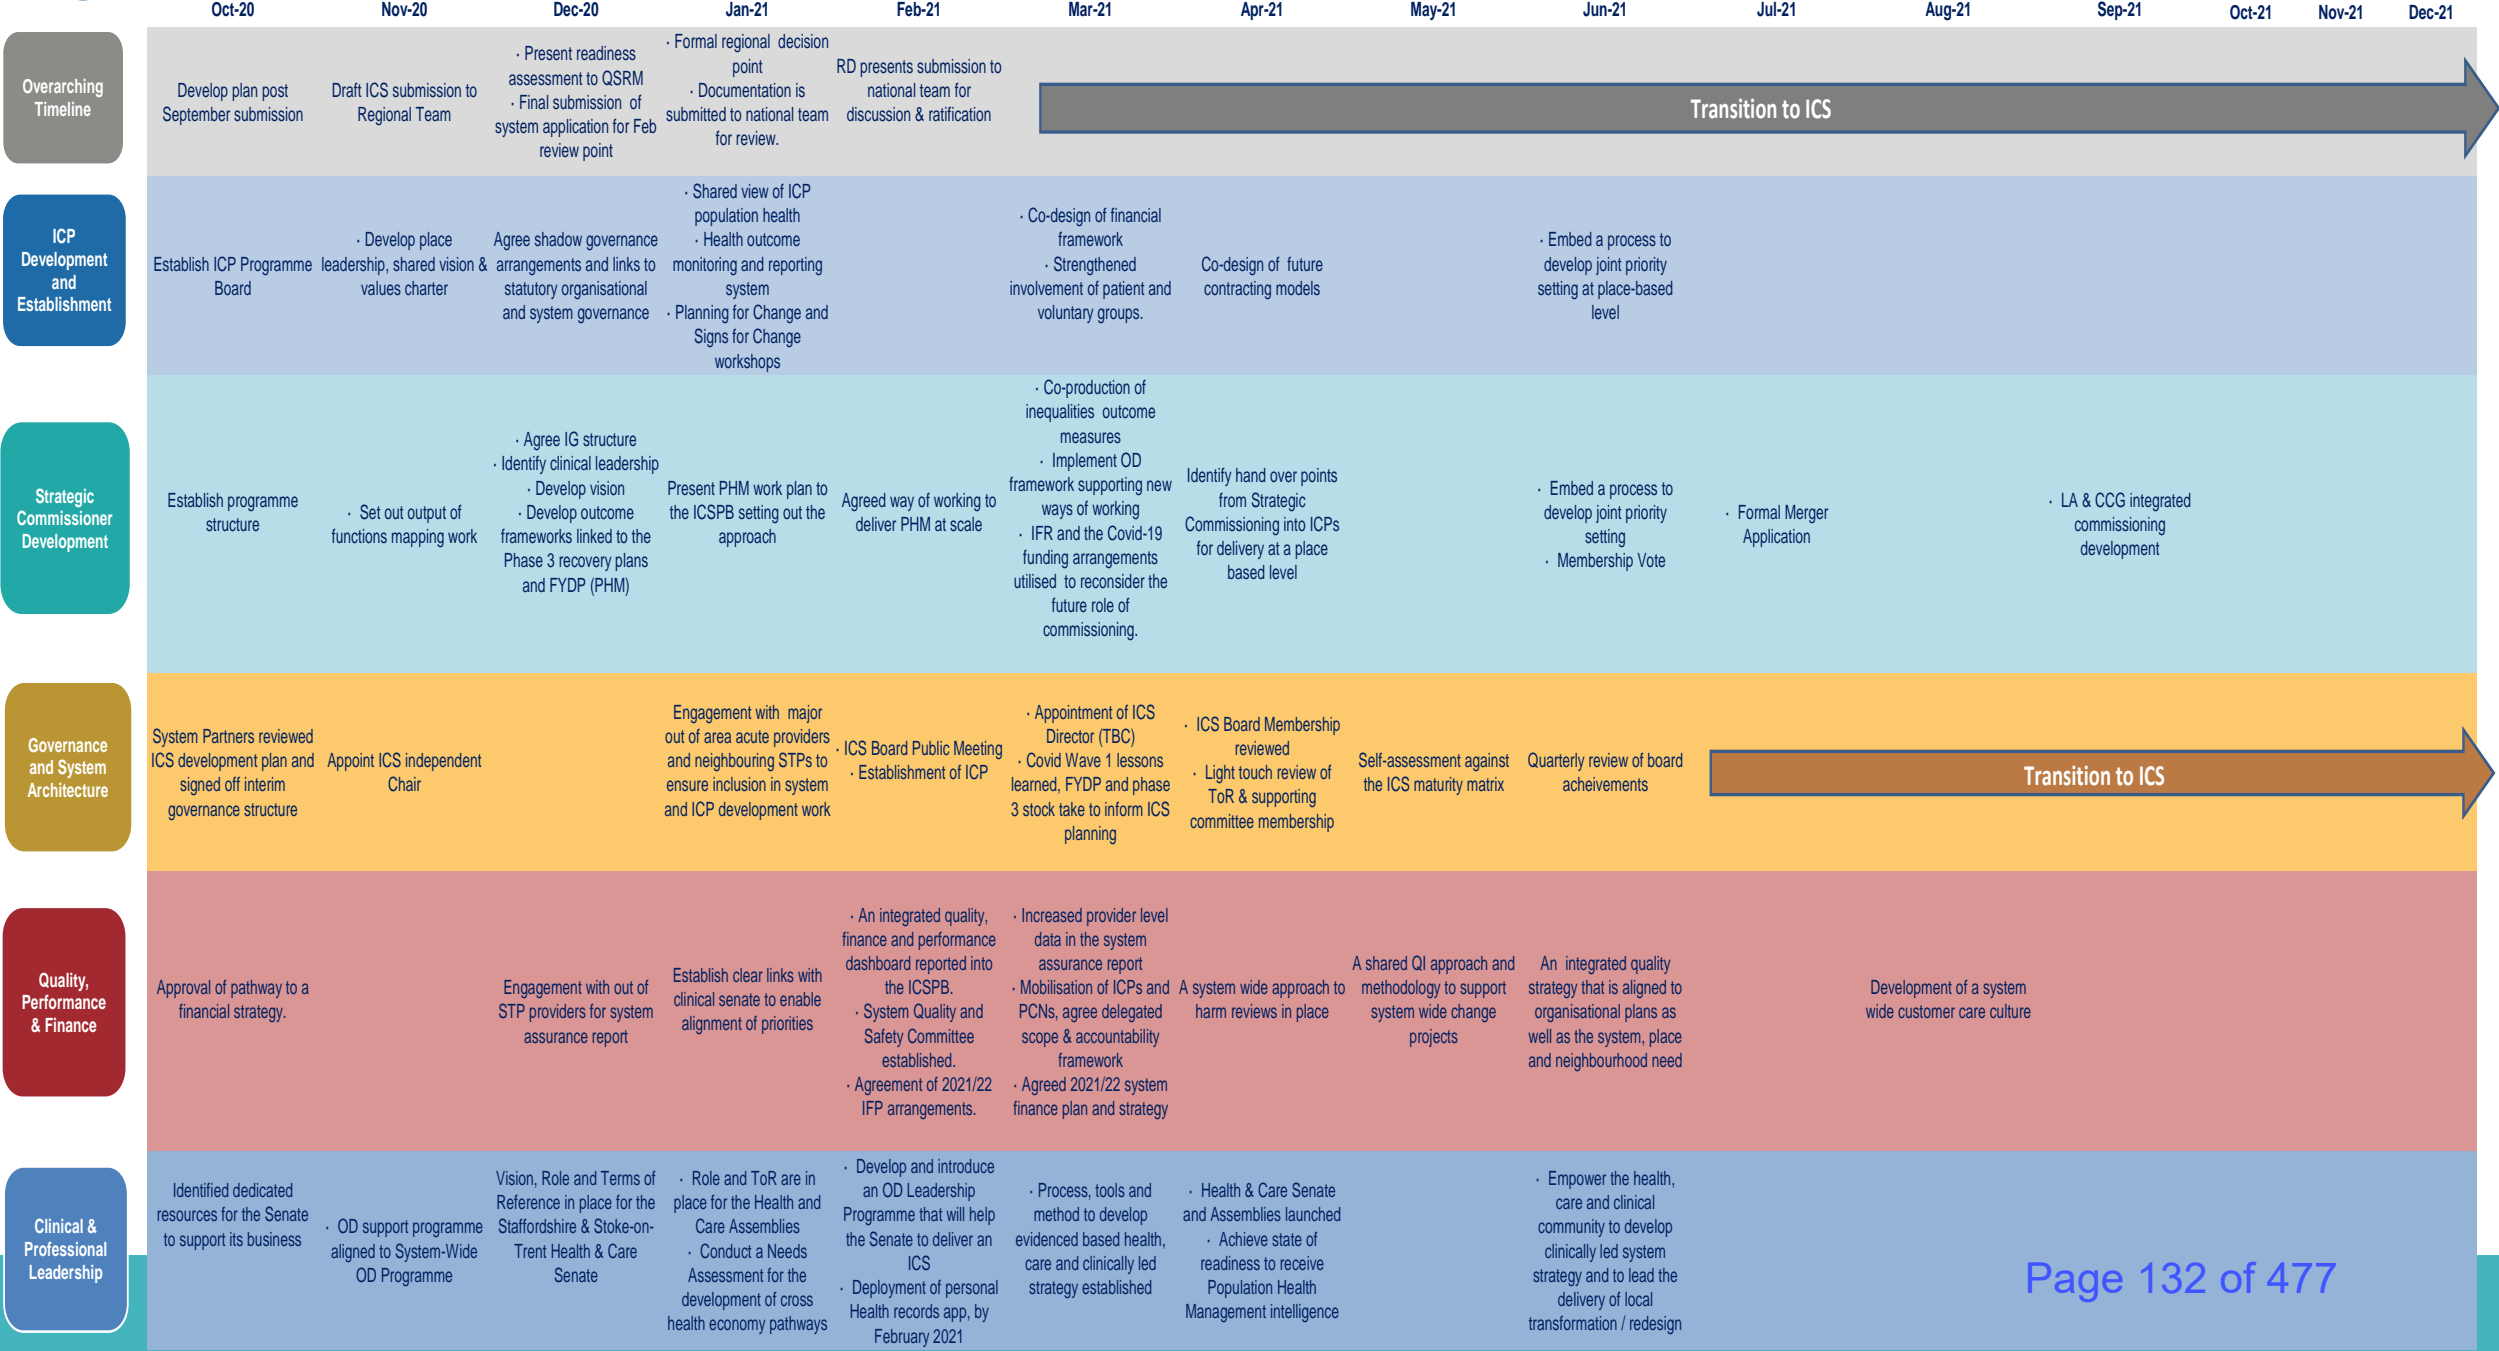 Oct-20
Nov-20
Dec-20
Jan-21
Feb-21
Mar-21
Apr-21
May-21
Jun-21
Jul-21
Aug-21
Sep-21
Oct-21
Nov-21
Dec-21
Overarching
Timeline
Develop plan post
September submission
Draft ICS submission to
Regional Team
· Present readiness
assessment to QSRM
· Final submission of
system application for Feb
review point
· Formal regional decision
point
· Documentation is
submitted to national team
for review.
RD presents submission to
national team for
discussion & ratification
Transition to ICS
ICP
Development
and
Establishment
Establish ICP Programme
Board
· Develop place
leadership, shared vision &
values charter
Agree shadow governance
arrangements and links to
statutory organisational
and system governance
· Shared view of ICP
population health
· Health outcome
monitoring and reporting
system
· Planning for Change and
Signs for Change
workshops
· Co-design of financial
framework
· Strengthened
involvement of patient and
voluntary groups.
Co-design of future
contracting models
· Embed a process to
develop joint priority
setting at place-based
level
Strategic
Commissioner
Development
Establish programme
structure
· Set out output of
functions mapping work
· Agree IG structure
· Identify clinical leadership
· Develop vision
· Develop outcome
frameworks linked to the
Phase 3 recovery plans
and FYDP (PHM)
Present PHM work plan to
the ICSPB setting out the
approach
Agreed way of working to
deliver PHM at scale
· Co-production of
inequalities outcome
measures
· Implement OD
framework supporting new
ways of working
· IFR and the Covid-19
funding arrangements
utilised to reconsider the
future role of
commissioning.
Identify hand over points
from Strategic
Commissioning into ICPs
for delivery at a place
based level
· Embed a process to
develop joint priority
setting
· Membership Vote
· Formal Merger
Application
· LA & CCG integrated
commissioning
development
Governance
and System
Architecture
System Partners reviewed
ICS development plan and
signed off interim
governance structure
Appoint ICS independent
Chair
Engagement with major
out of area acute providers
and neighbouring STPs to
ensure inclusion in system
and ICP development work
· ICS Board Public Meeting
· Establishment of ICP
· Appointment of ICS
Director (TBC)
· Covid Wave 1 lessons
learned, FYDP and phase
3 stock take to inform ICS
planning
· ICS Board Membership
reviewed
· Light touch review of
ToR & supporting
committee membership
Self-assessment against
the ICS maturity matrix
Quarterly review of board
acheivements
Transition to ICS
Quality,
Performance
& Finance
Approval of pathway to a
financial strategy.
Engagement with out of
STP providers for system
assurance report
Establish clear links with
clinical senate to enable
alignment of priorities
· An integrated quality,
finance and performance
dashboard reported into
the ICSPB.
· System Quality and
Safety Committee
established.
· Agreement of 2021/22
IFP arrangements.
· Increased provider level
data in the system
assurance report
· Mobilisation of ICPs and
PCNs, agree delegated
scope & accountability
framework
· Agreed 2021/22 system
finance plan and strategy
A system wide approach to
harm reviews in place
A shared QI approach and
methodology to support
system wide change
projects
An integrated quality
strategy that is aligned to
organisational plans as
well as the system, place
and neighbourhood need
Development of a system
wide customer care culture
Clinical &
Professional
Leadership
Identified dedicated
resources for the Senate
to support its business
· OD support programme
aligned to System-Wide
OD Programme
Vision, Role and Terms of
Reference in place for the
Staffordshire & Stoke-on-
Trent Health & Care
Senate
· Role and ToR are in
place for the Health and
Care Assemblies
· Conduct a Needs
Assessment for the
development of cross
health economy pathways
· Develop and introduce
an OD Leadership
Programme that will help
the Senate to deliver an
ICS
· Deployment of personal
Health records app, by
February 2021
· Process, tools and
method to develop
evidenced based health,
care and clinically led
strategy established
· Health & Care Senate
and Assemblies launched
· Achieve state of
readiness to receive
Population Health
Management intelligence
· Empower the health,
care and clinical
community to develop
clinically led system
strategy and to lead the
delivery of local
transformation / redesign
Page 132 of 477